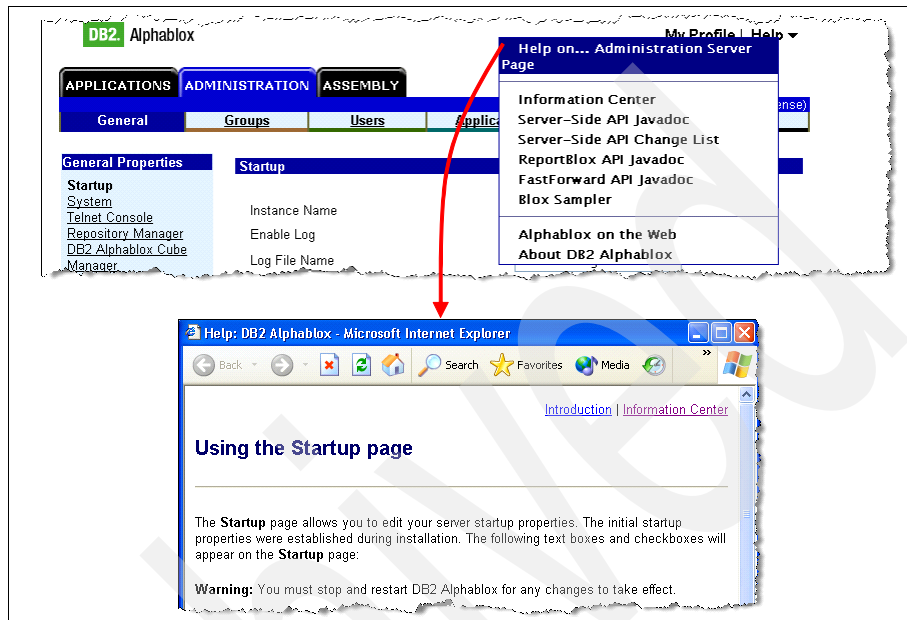 DB2. Alphablox
My Profile | Help
Help on... Administration Server
Page
APPLICATIONS ADMINISTRATION ASSEMBLY
Information Center
General Groups Users
Server-Side API Javadoc
Server-Side API Change List
ReportBlox API Javadoc
FastForward API Javadoc
Blox Sampler
Alphablox on the Web
About DB2 Alphablox
General Properties
Startup
System
Telnet Console
Repository Manager
DB2 Alphablox Cube
Manager
Startup
Instance Name
Enable Log
Log File Name
Help: DB2 Alphablox - Microsoft Internet Explorer
Back Search Favorites Media »
Introduction | Information Center
Using the Startup page
The Startup page allows you to edit your server startup properties. The initial startup
properties were established during installation. The following text boxes and checkboxes will
appear on the Startup page:
Warning: You must stop and restart DB2 Alphablox for any changes to take effect.